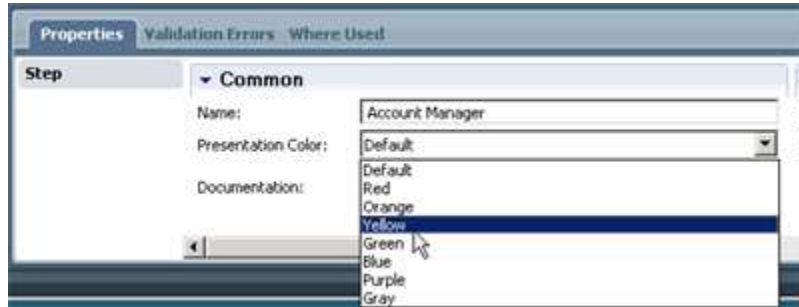 Properties Validation Errors Where Used
Step
Common
Name: Account Manager
Presentation Color: Default
Default
Red
Documentation:
Orange
Yellow
Green
Blue
Purple
Gray